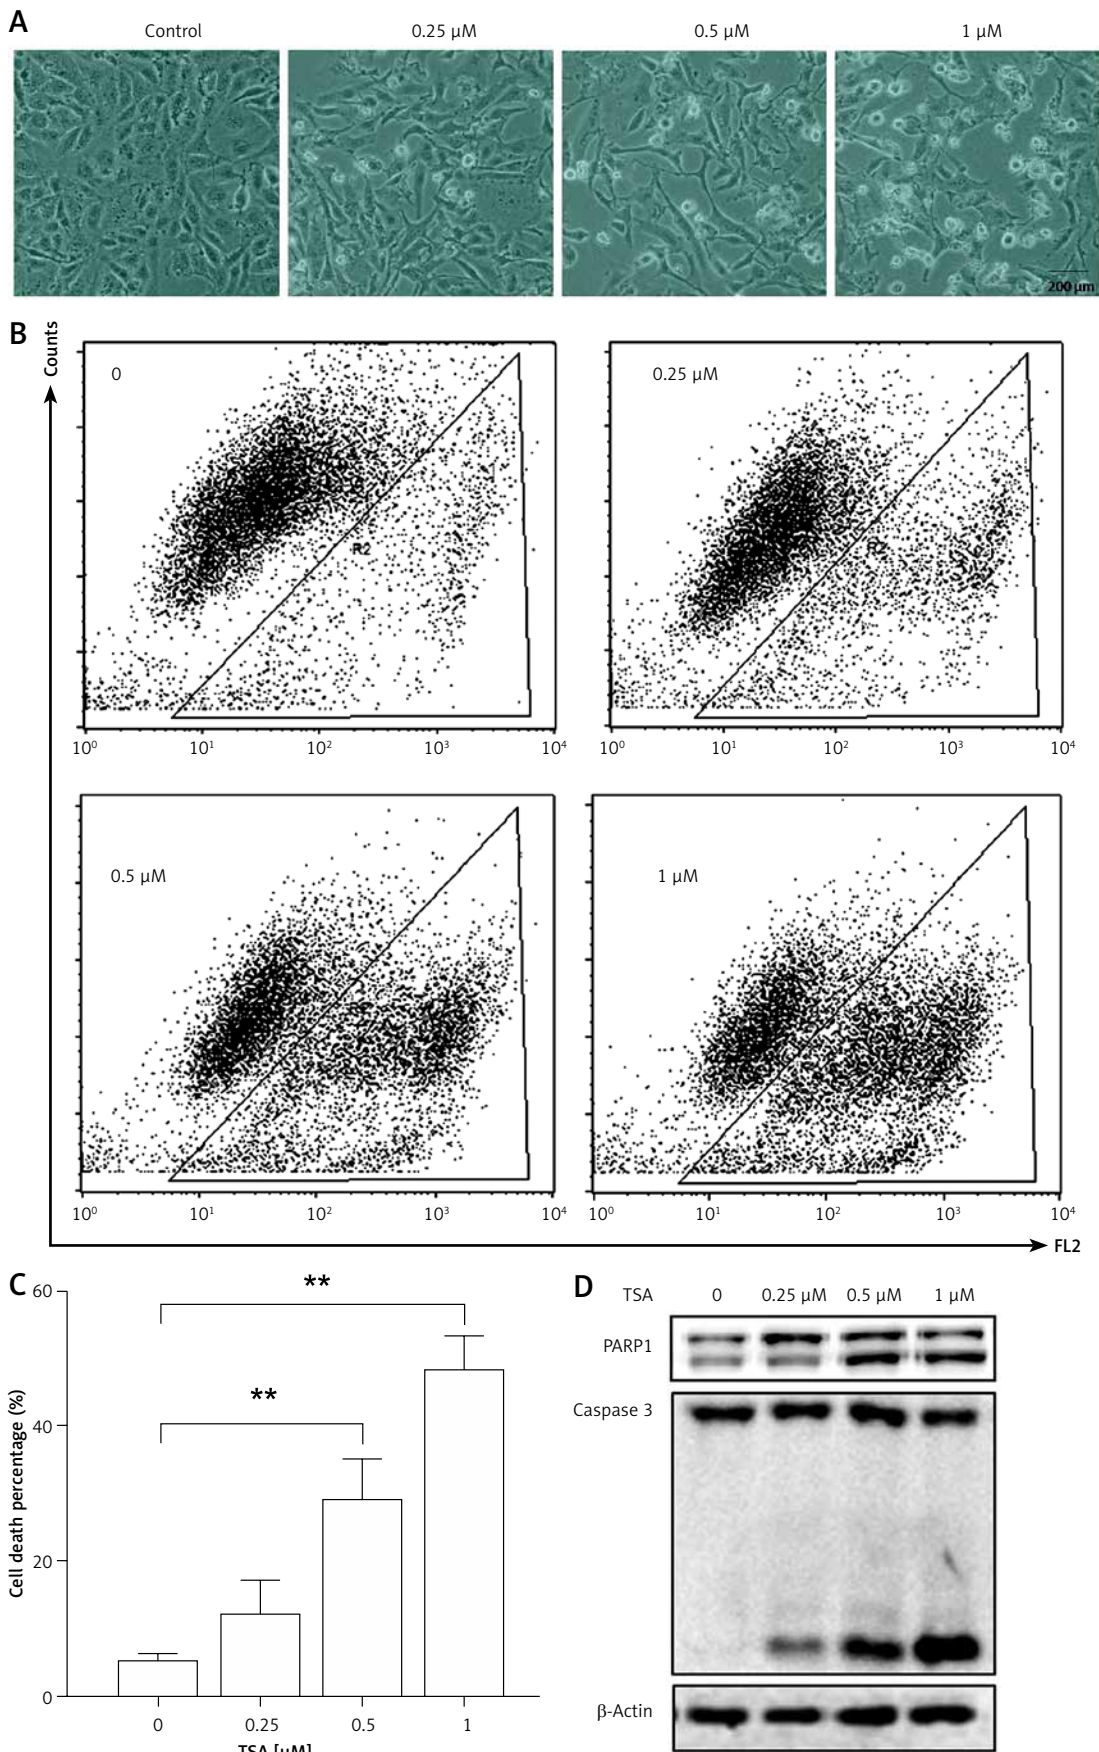 A
Control 0.25 µM 0.5 µM 1 µM
200 µm
B
Counts
0
0.25 µM
R2
R2
10⁰ 10¹ 10² 10³ 10⁴
10⁰ 10¹ 10² 10³ 10⁴
0.5 µM
1 µM
10⁰ 10¹ 10² 10³ 10⁴
10⁰ 10¹ 10² 10³ 10⁴
FL2
C
Cell death percentage (%)
60
40
20
0
**
**
0 0.25 0.5 1
TSA [µM]
D
TSA 0 0.25 µM 0.5 µM 1 µM
PARP1
Caspase 3
β-Actin